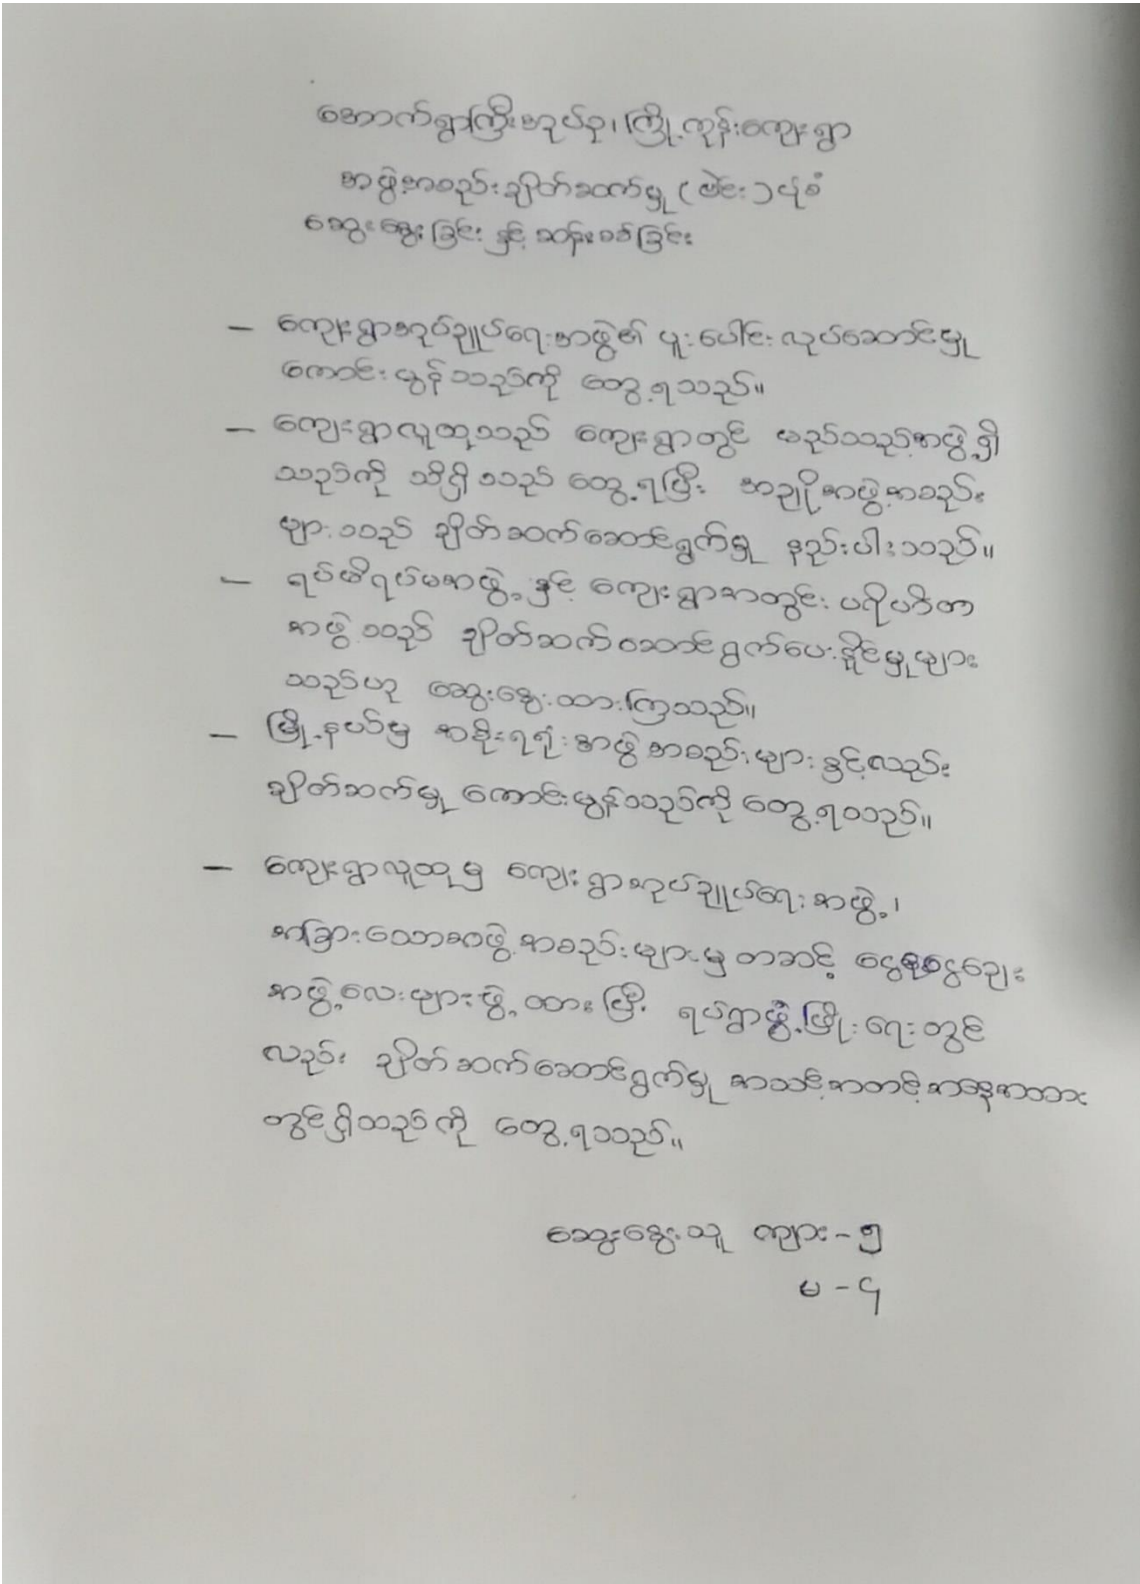 အောက်ရွာကြီးအုပ်စု၊ ကြို့ကုန်းကျေးရွာ
အဖွဲ့အစည်းချိတ်ဆက်မှု (ဗဲင်း) ပုံစံ
ဆွေးနွေးခြင်း နှင့် ဆန်းစစ်ခြင်း
– ကျေးရွာအုပ်ချုပ်ရေးအဖွဲ့၏ ပူးပေါင်းလုပ်ဆောင်မှု
ကောင်းမွန်သည်ကို တွေ့ရသည်။
– ကျေးရွာလူထုသည် ကျေးရွာတွင် မည်သည့်အဖွဲ့ရှိ
သည်ကို သိရှိသည် တွေ့ရပြီး အချို့အဖွဲ့အစည်း
များသည် ချိတ်ဆက်ဆောင်ရွက်မှု နည်းပါးသည်။
– ရပ်မိရပ်ဖအဖွဲ့ နှင့် ကျေးရွာအတွင်း ပရဟိတ
အဖွဲ့သည် ချိတ်ဆက်ဆောင်ရွက်ပေးနိုင်မှုများ
သည်ဟု ဆွေးနွေးထားကြသည်။
– မြို့နယ်မှ အစိုးရရုံးအဖွဲ့အစည်းများနှင့်လည်း
ချိတ်ဆက်မှု ကောင်းမွန်သည်ကို တွေ့ရသည်။
– ကျေးရွာလူထုမှ ကျေးရွာအုပ်ချုပ်ရေးအဖွဲ့၊
အခြားသောအဖွဲ့အစည်းများမှ တဆင့် ငွေစုငွေချေး
အဖွဲ့လေးများဖွဲ့ထားပြီး ရပ်ရွာဖွံ့ဖြိုးရေးတွင်
လည်း ချိတ်ဆက်ဆောင်ရွက်မှု အသင့်အတင့်အနေအထား
တွင်ရှိသည်ကို တွေ့ရသည်။
ဆွေးနွေးသူ ကျား - ၅
မ - ၄